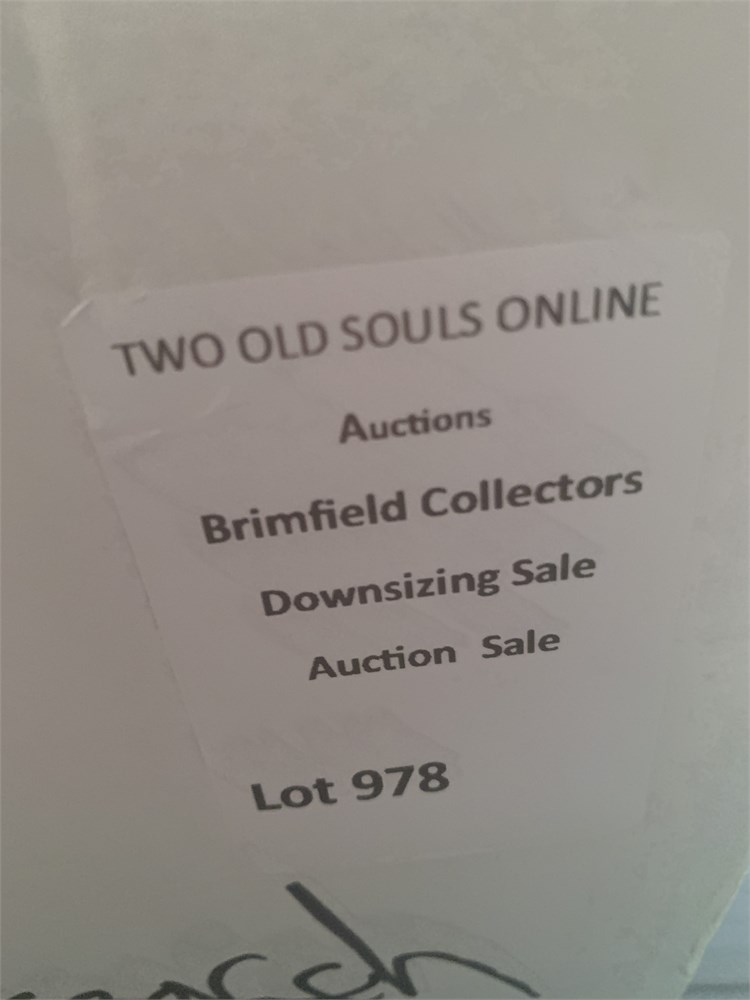 TWO OLD SOULS ONLINE
Auctions
Brimfield Collectors
Downsizing Sale
Auction Sale
Lot 978